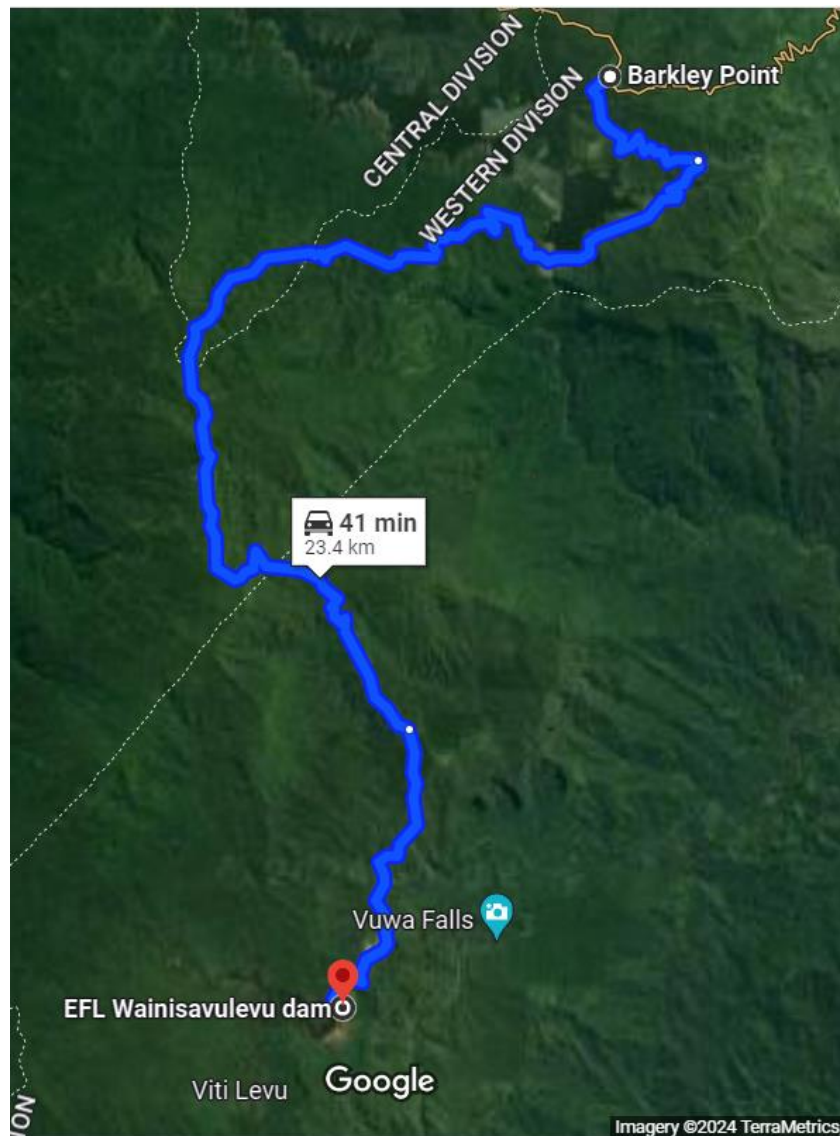 CENTRAL DIVISION
WESTERN DIVISION
Barkley Point
41 min
23.4 km
Vuwa Falls
EFL Wainisavulevu dam
Viti Levu
Google
ION
Imagery ©2024 TerraMetrics